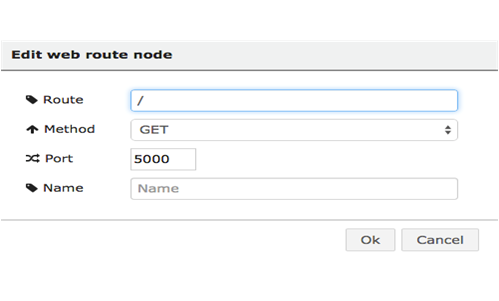 Edit web route node
Route /
Method GET
Port 5000
Name Name
Ok Cancel